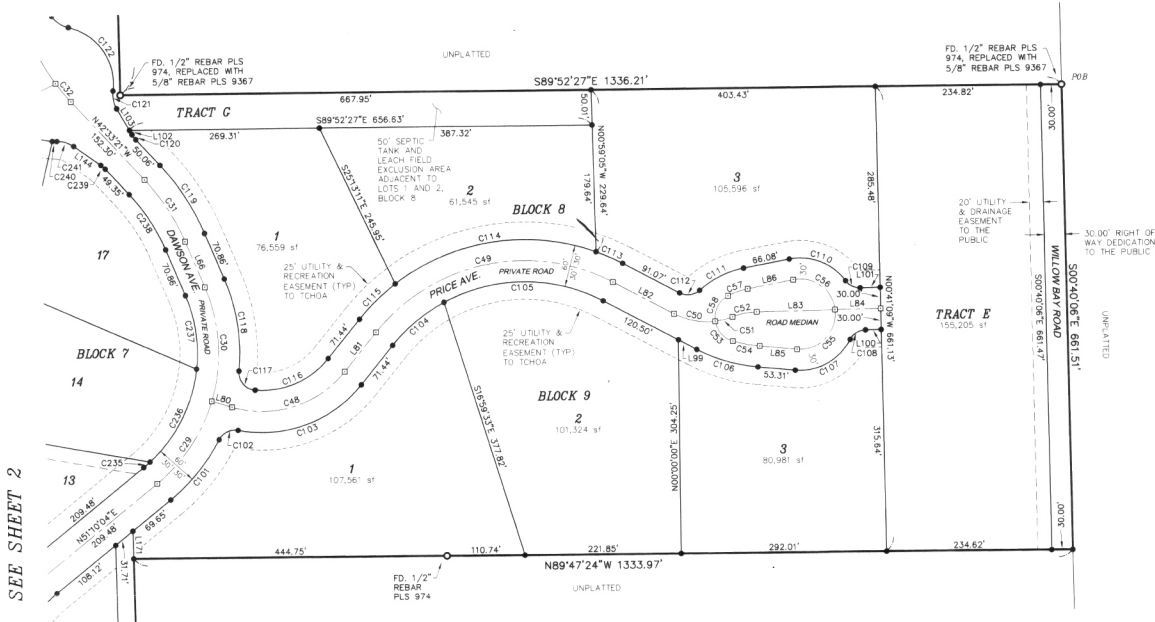 UNPLATTED
FD. 1/2" REBAR PLS
974, REPLACED WITH
5/8" REBAR PLS 9367
FD. 1/2" REBAR PLS
974, REPLACED WITH
5/8" REBAR PLS 9367
POB
S89°52'27"E 1336.21'
667.95'
403.43'
234.82'
30.00'
C122
C121
C32
L103
TRACT G
50.01'
S89°52'27"E 656.63'
269.31'
387.32'
L102
C120
N42°33'21"W
152.30'
50.06'
L144
C241
C240
C239
49.35'
50' SEPTIC
TANK AND
LEACH FIELD
EXCLUSION AREA
ADJACENT TO
LOTS 1 AND 2,
BLOCK 8
N00°59'05"W 229.64'
179.64'
285.48'
3
105,596 sf
2
61,545 sf
S25°13'11"E 245.95'
C119
C31
C238
BLOCK 8
20' UTILITY
& DRAINAGE
EASEMENT
TO THE
PUBLIC
30.00' RIGHT OF
WAY DEDICATION
TO THE PUBLIC
WILLOW BAY ROAD
S00°40'06"E 661.47'
S00°40'06"E 661.51'
UNPLATTED
17
1
76,559 sf
DAWSON AVE.
PRIVATE ROAD
L66
70.86'
70.86'
25' UTILITY &
RECREATION
EASEMENT (TYP)
TO TCHOA
C114
C49
PRIVATE ROAD
PRICE AVE.
C105
60'
30'
30'
C113
91.07'
L82
C112
C111
66.08'
C110
C109
L101
30.00'
L84
30.00'
C57
L86
30'
C56
C58
C50
C52
L83
C51
ROAD MEDIAN
C53
C54
L85
C55
30'
L100
C108
N00°41'09"W 661.13'
TRACT E
155,205 sf
C115
71.44'
L81
C104
71.44'
C118
C30
C237
C117
C116
L80
C48
C103
C102
25' UTILITY &
RECREATION
EASEMENT (TYP)
TO TCHOA
120.50'
L99
C106
53.31'
C107
BLOCK 7
14
C236
C29
60'
30'
30'
C101
C235
13
BLOCK 9
2
101,324 sf
S16°59'33"E 377.82'
N00°00'00"E 304.25'
315.64'
3
80,981 sf
1
107,561 sf
209.48'
N51°10'04"E
209.48'
69.65'
108.12'
L171
31.71'
444.75'
110.74'
221.85'
292.01'
234.62'
30.00'
N89°47'24"W 1333.97'
FD. 1/2"
REBAR
PLS 974
UNPLATTED
SEE SHEET 2